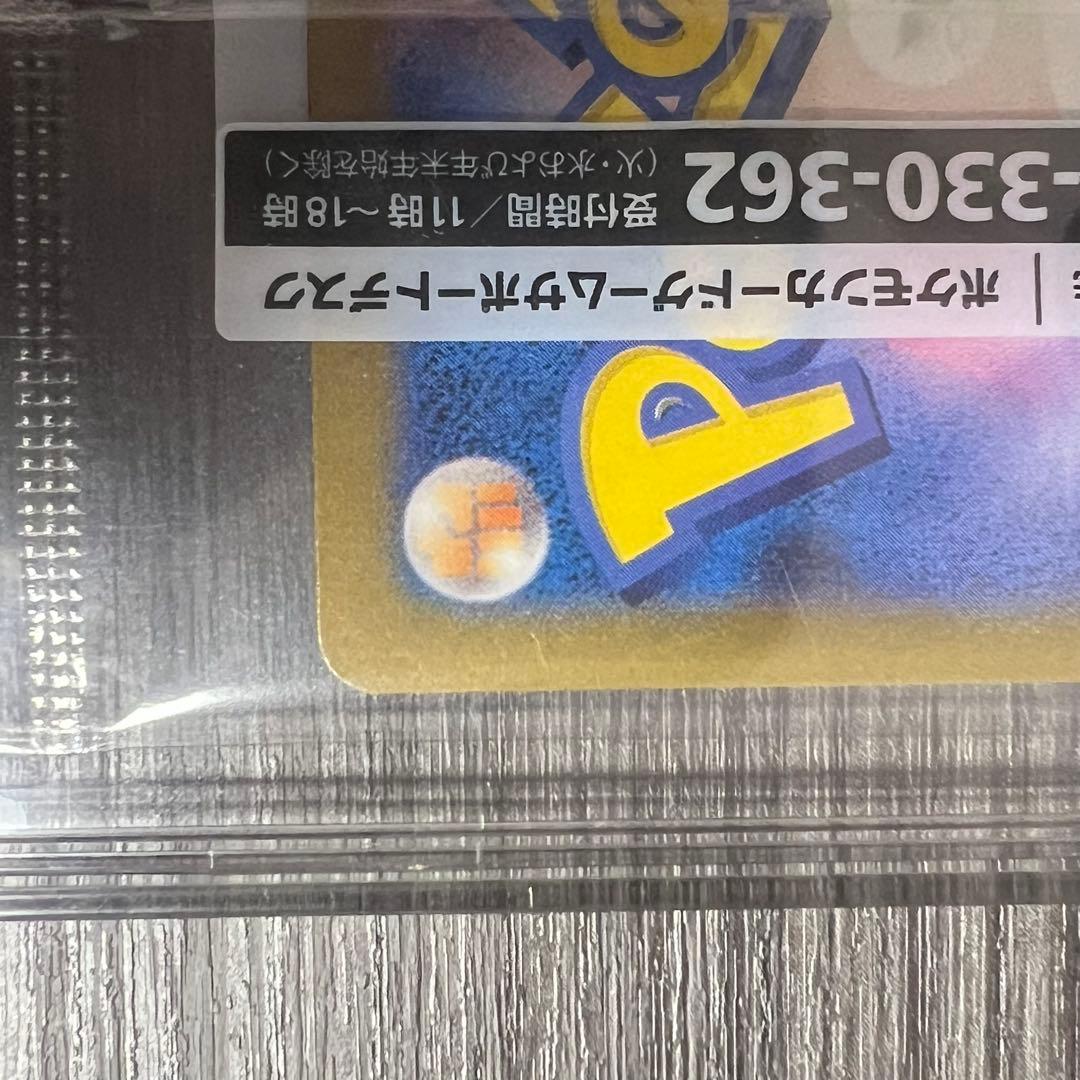 ポケモンカードゲームサポートデスク
-330-362
受付時間／11時～18時
（火・水および年末年始を除く）
P